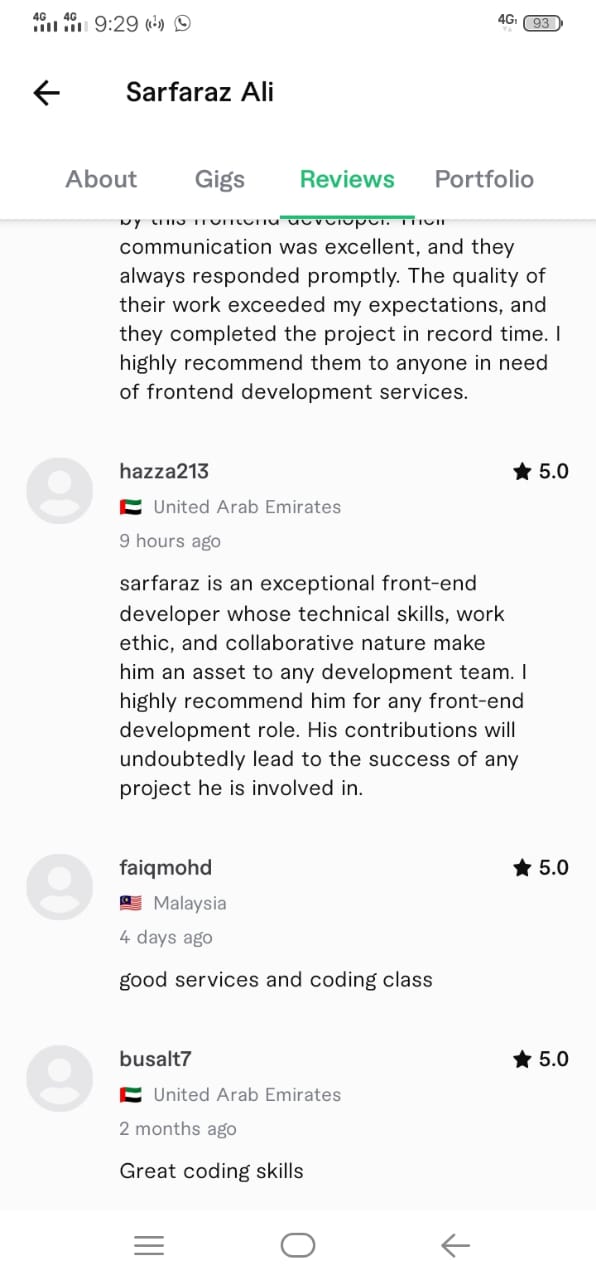 4G 4G 9:29 4G 93
Sarfaraz Ali
About Gigs Reviews Portfolio
by this frontend developer. Their
communication was excellent, and they
always responded promptly. The quality of
their work exceeded my expectations, and
they completed the project in record time. I
highly recommend them to anyone in need
of frontend development services.
hazza213 5.0
United Arab Emirates
9 hours ago
sarfaraz is an exceptional front-end
developer whose technical skills, work
ethic, and collaborative nature make
him an asset to any development team. I
highly recommend him for any front-end
development role. His contributions will
undoubtedly lead to the success of any
project he is involved in.
faiqmohd 5.0
Malaysia
4 days ago
good services and coding class
busalt7 5.0
United Arab Emirates
2 months ago
Great coding skills